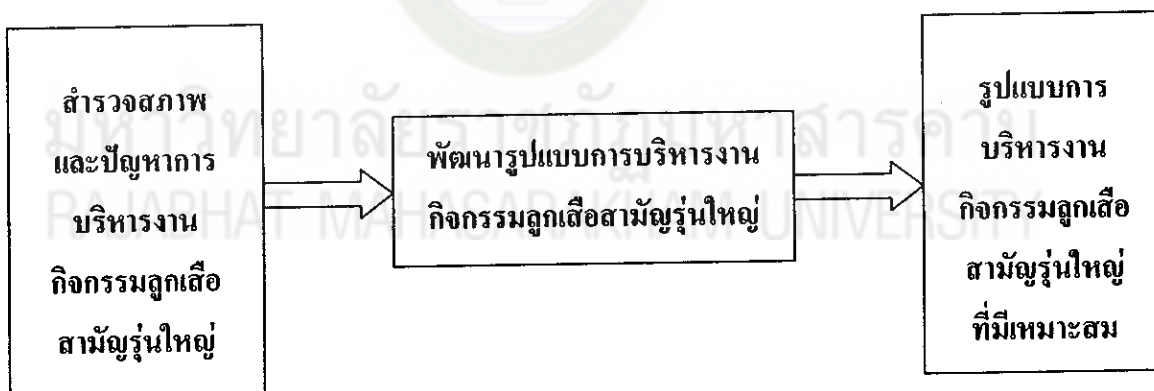 สำรวจสภาพ
และปัญหาการ
บริหารงาน
กิจกรรมลูกเสือ
สามัญรุ่นใหญ่
พัฒนารูปแบบการบริหารงาน
กิจกรรมลูกเสือสามัญรุ่นใหญ่
รูปแบบการ
บริหารงาน
กิจกรรมลูกเสือ
สามัญรุ่นใหญ่
ที่มีเหมาะสม
มหาวิทยาลัยราชภัฏมหาสารคาม
RAJABHAT MAHASARAKHAM UNIVERSITY